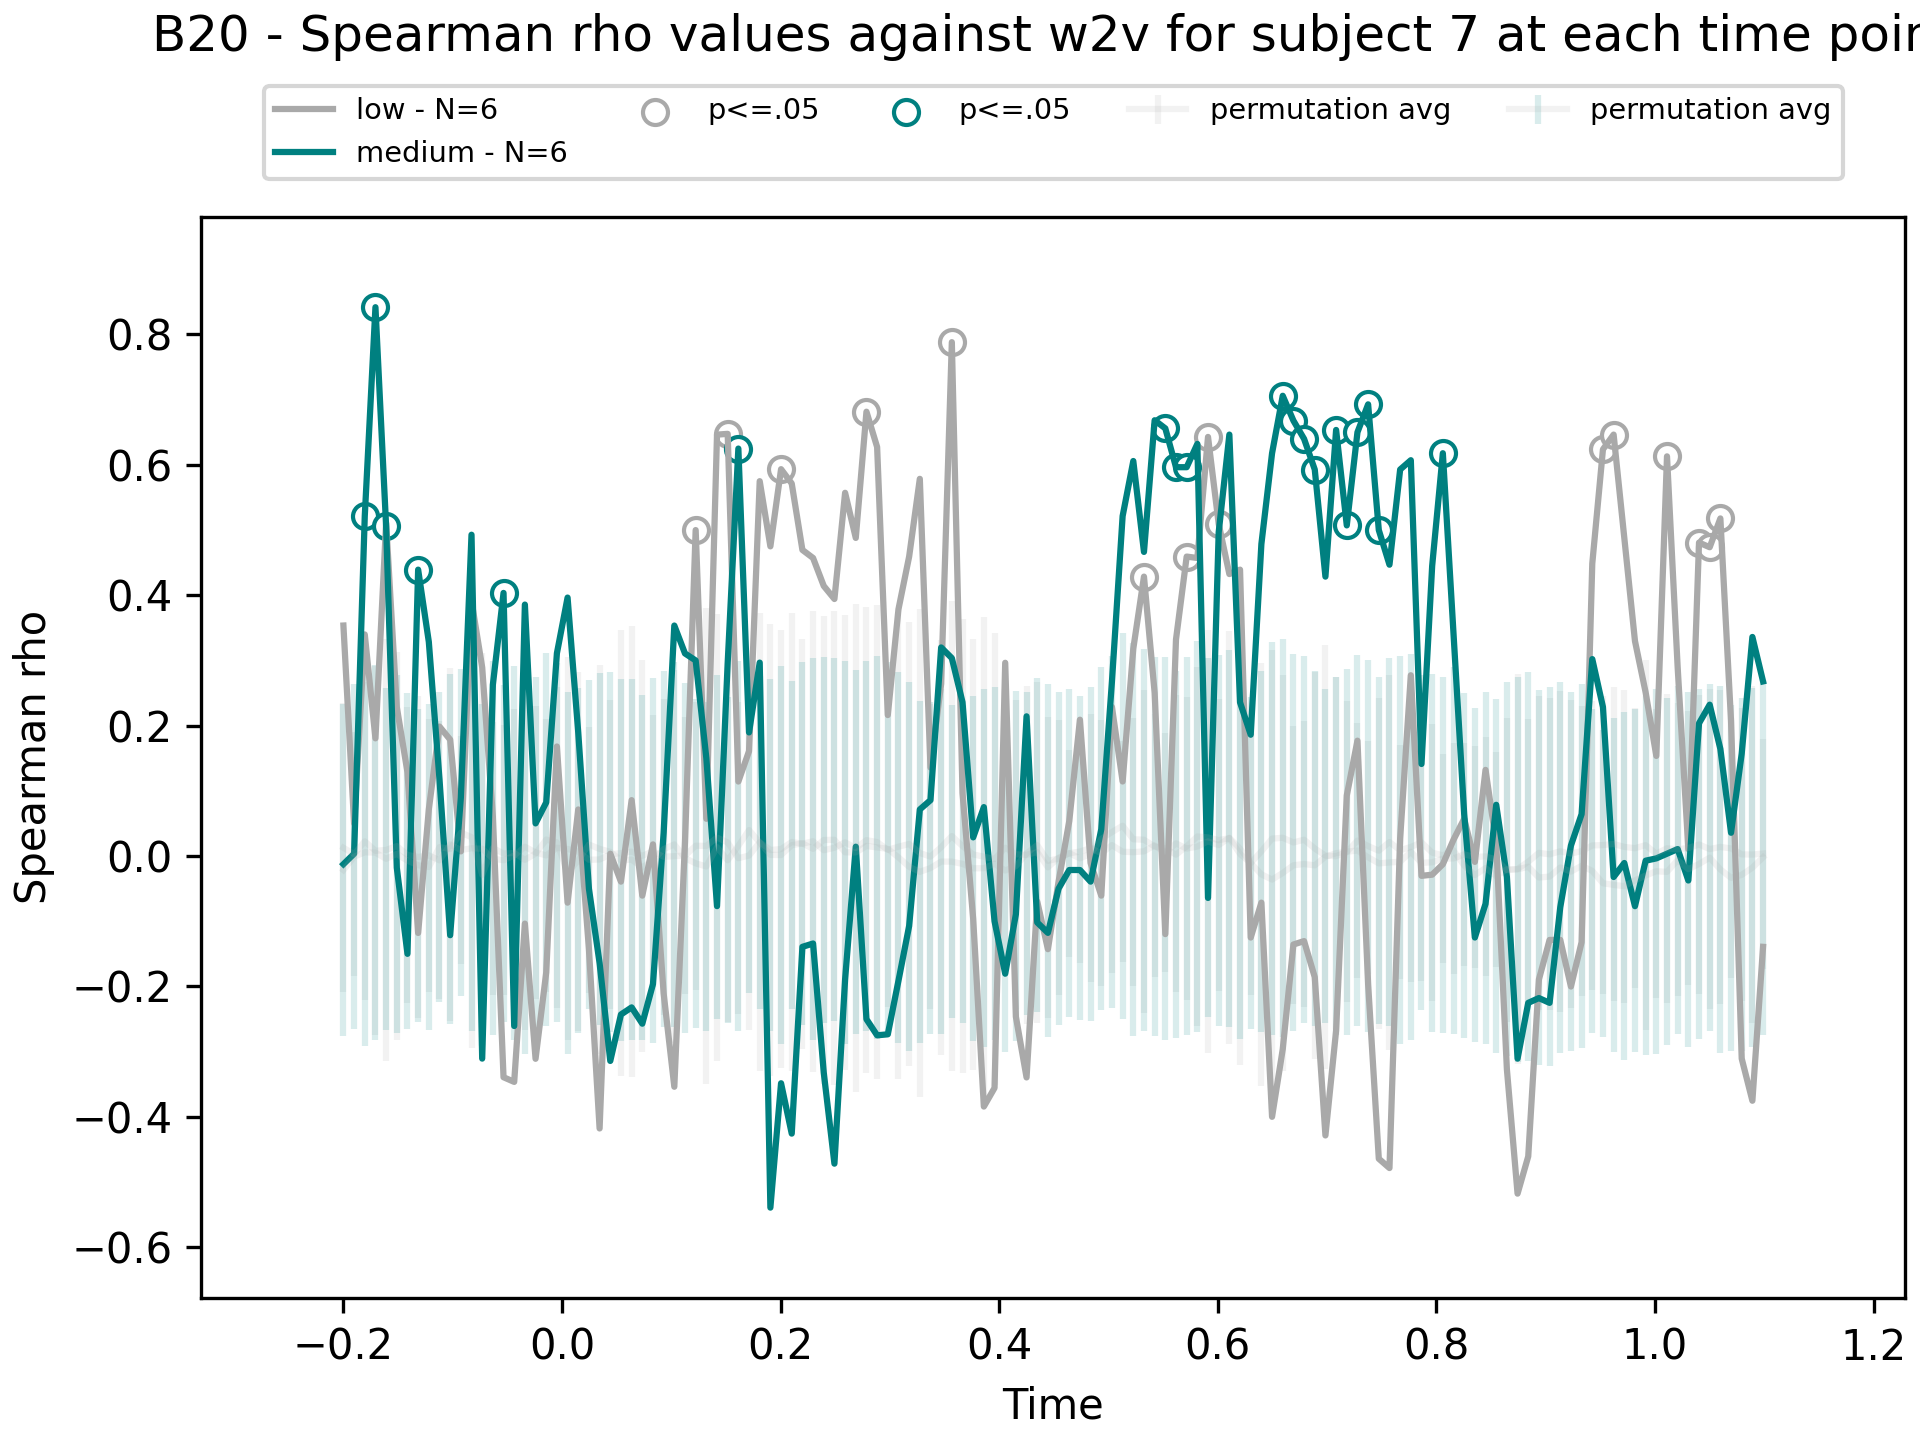 B20 - Spearman rho values against w2v for subject 7 at each time poin
low - N=6 p<=.05 p<=.05 permutation avg permutation avg
medium - N=6
0.8
0.6
0.4
0.2
0.0
−0.2
−0.4
−0.6
Spearman rho
−0.2 0.0 0.2 0.4 0.6 0.8 1.0 1.2
Time